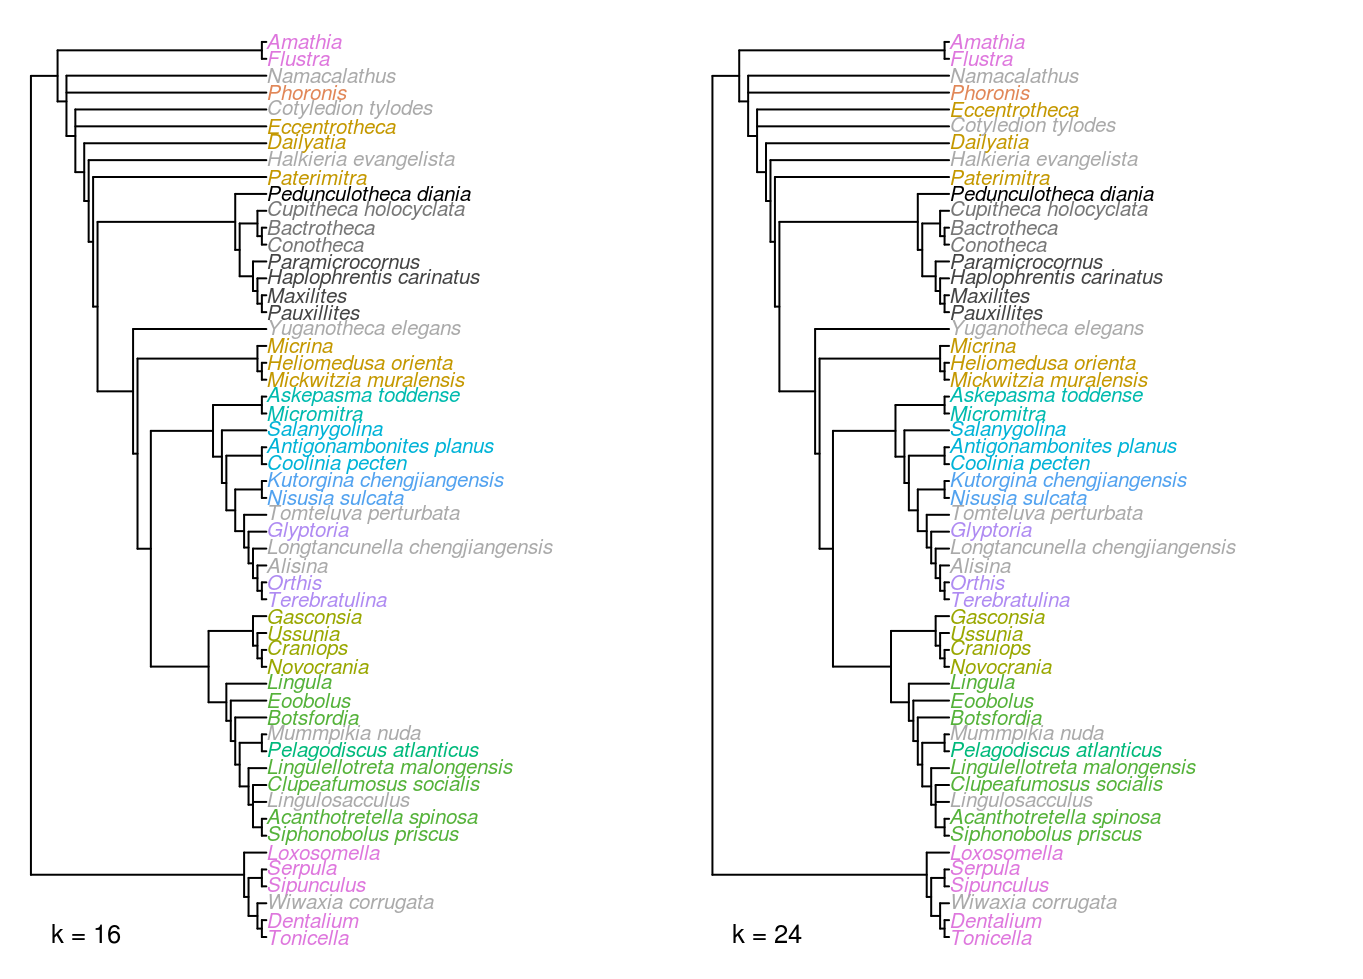 Amathia
Flustra
Namacalathus
Phoronis
Cotyledion tylodes
Eccentrotheca
Dailyatia
Halkieria evangelista
Paterimitra
Pedunculotheca diania
Cupitheca holocyclata
Bactrotheca
Conotheca
Paramicrocornus
Haplophrentis carinatus
Maxilites
Pauxillites
Yuganotheca elegans
Micrina
Heliomedusa orienta
Mickwitzia muralensis
Askepasma toddense
Micromitra
Salanygolina
Antigonambonites planus
Coolinia pecten
Kutorgina chengjiangensis
Nisusia sulcata
Tomteluva perturbata
Glyptoria
Longtancunella chengjiangensis
Alisina
Orthis
Terebratulina
Gasconsia
Ussunia
Craniops
Novocrania
Lingula
Eoobolus
Botsfordia
Mummpikia nuda
Pelagodiscus atlanticus
Lingulellotreta malongensis
Clupeafumosus socialis
Lingulosacculus
Acanthotretella spinosa
Siphonobolus priscus
Loxosomella
Serpula
Sipunculus
Wiwaxia corrugata
Dentalium
Tonicella
k = 16
Amathia
Flustra
Namacalathus
Phoronis
Eccentrotheca
Cotyledion tylodes
Dailyatia
Halkieria evangelista
Paterimitra
Pedunculotheca diania
Cupitheca holocyclata
Bactrotheca
Conotheca
Paramicrocornus
Haplophrentis carinatus
Maxilites
Pauxillites
Yuganotheca elegans
Micrina
Heliomedusa orienta
Mickwitzia muralensis
Askepasma toddense
Micromitra
Salanygolina
Antigonambonites planus
Coolinia pecten
Kutorgina chengjiangensis
Nisusia sulcata
Tomteluva perturbata
Glyptoria
Longtancunella chengjiangensis
Alisina
Orthis
Terebratulina
Gasconsia
Ussunia
Craniops
Novocrania
Lingula
Eoobolus
Botsfordia
Mummpikia nuda
Pelagodiscus atlanticus
Lingulellotreta malongensis
Clupeafumosus socialis
Lingulosacculus
Acanthotretella spinosa
Siphonobolus priscus
Loxosomella
Serpula
Sipunculus
Wiwaxia corrugata
Dentalium
Tonicella
k = 24